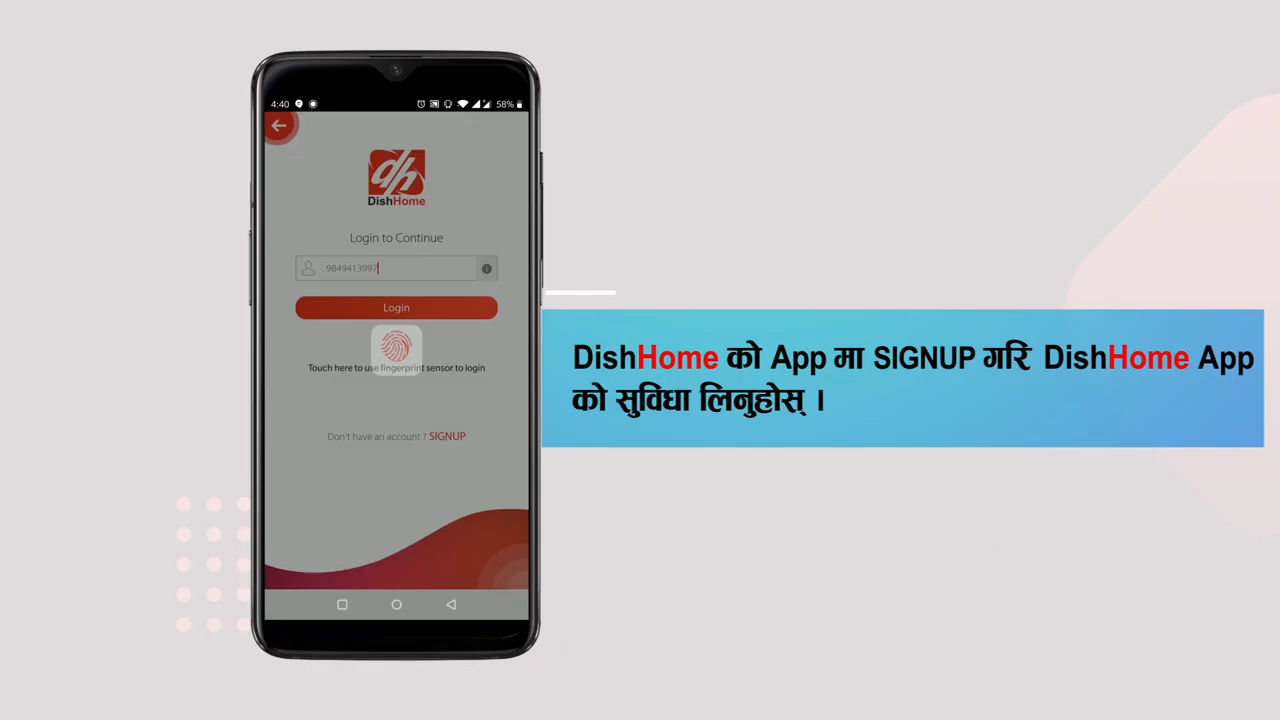 4:40
58%
dh
DishHome
Login to Continue
9849413997
Login
Touch here to use fingerprint sensor to login
Don't have an account ? SIGNUP
DishHome को App मा SIGNUP गरि DishHome App
को सुविधा लिनुहोस् ।